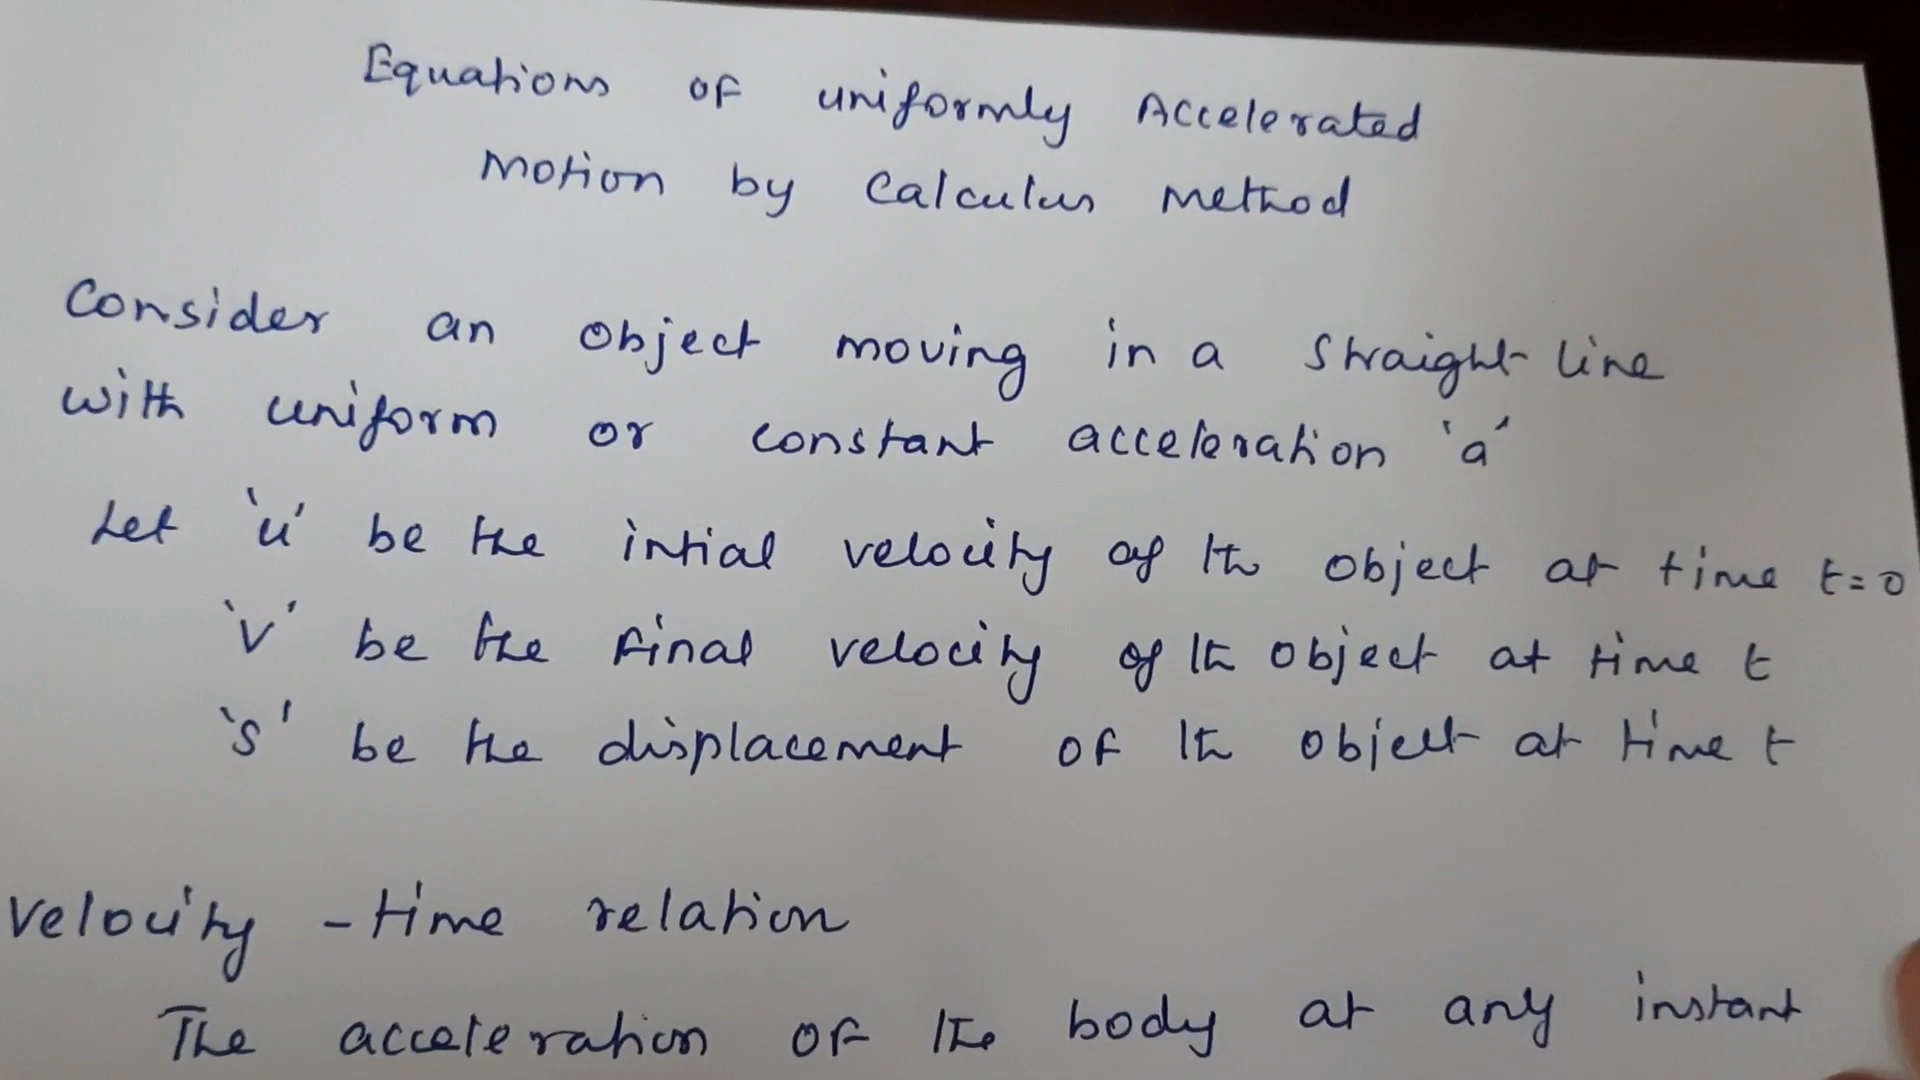 Equations of uniformly Accelerated
Motion by Calculus Method
Consider an object moving in a straight line
with uniform or constant acceleration 'a'
Let 'u' be the intial velocity of the object at time t=0
'v' be the final velocity of the object at time t
's' be the displacement of the object at time t
Velocity - time relation
The acceleration of the body at any instant